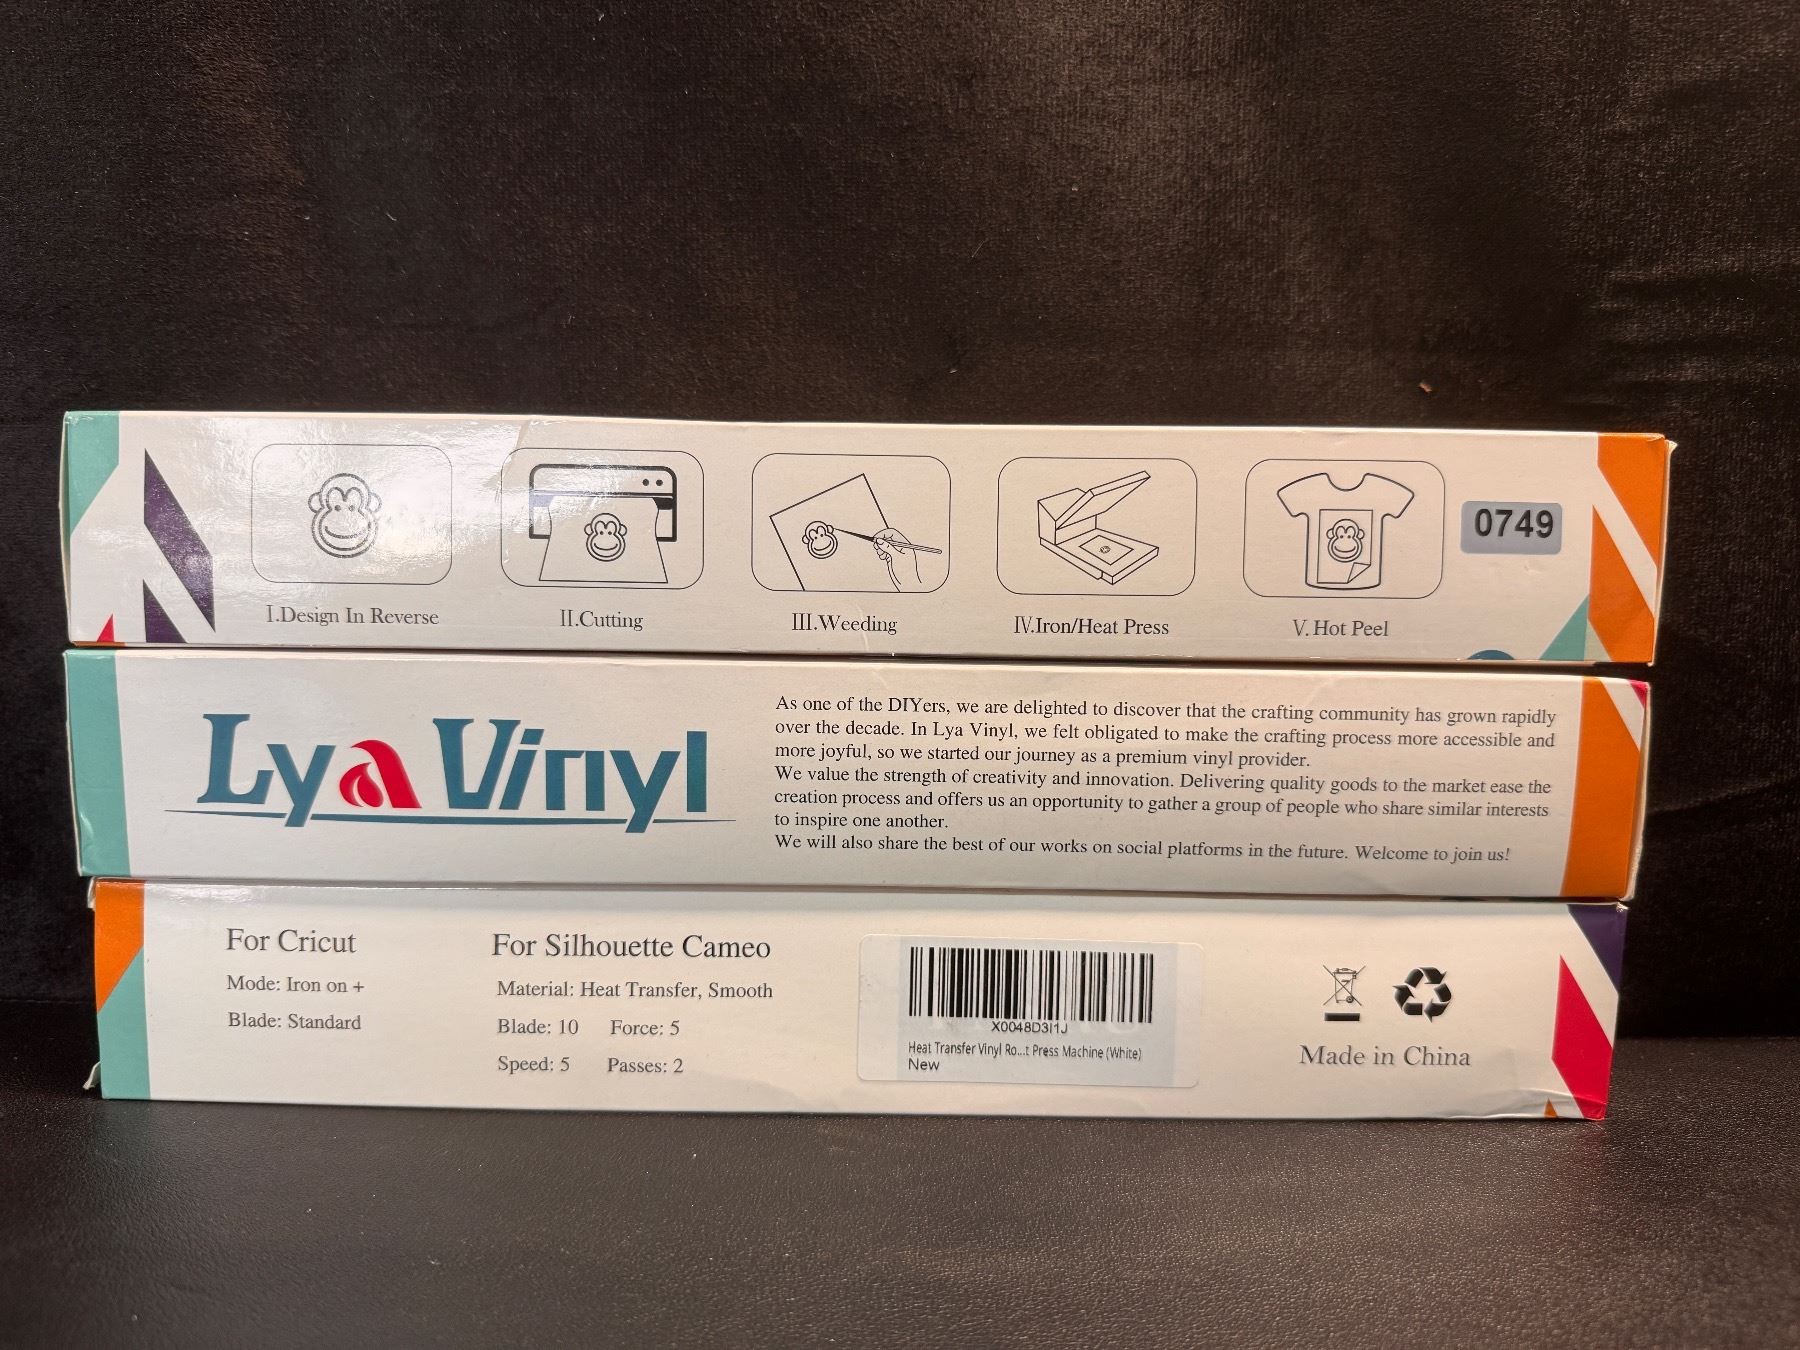 I.Design In Reverse
II.Cutting
III.Weeding
IV.Iron/Heat Press
V. Hot Peel
0749
Lya Vinyl
As one of the DIYers, we are delighted to discover that the crafting community has grown rapidly
over the decade. In Lya Vinyl, we felt obligated to make the crafting process more accessible and
more joyful, so we started our journey as a premium vinyl provider.
We value the strength of creativity and innovation. Delivering quality goods to the market ease the
creation process and offers us an opportunity to gather a group of people who share similar interests
to inspire one another.
We will also share the best of our works on social platforms in the future. Welcome to join us!
For Cricut
Mode: Iron on +
Blade: Standard
For Silhouette Cameo
Material: Heat Transfer, Smooth
Blade: 10 Force: 5
Speed: 5 Passes: 2
X0048D3I1J
Heat Transfer Vinyl Ro...t Press Machine (White)
New
Made in China